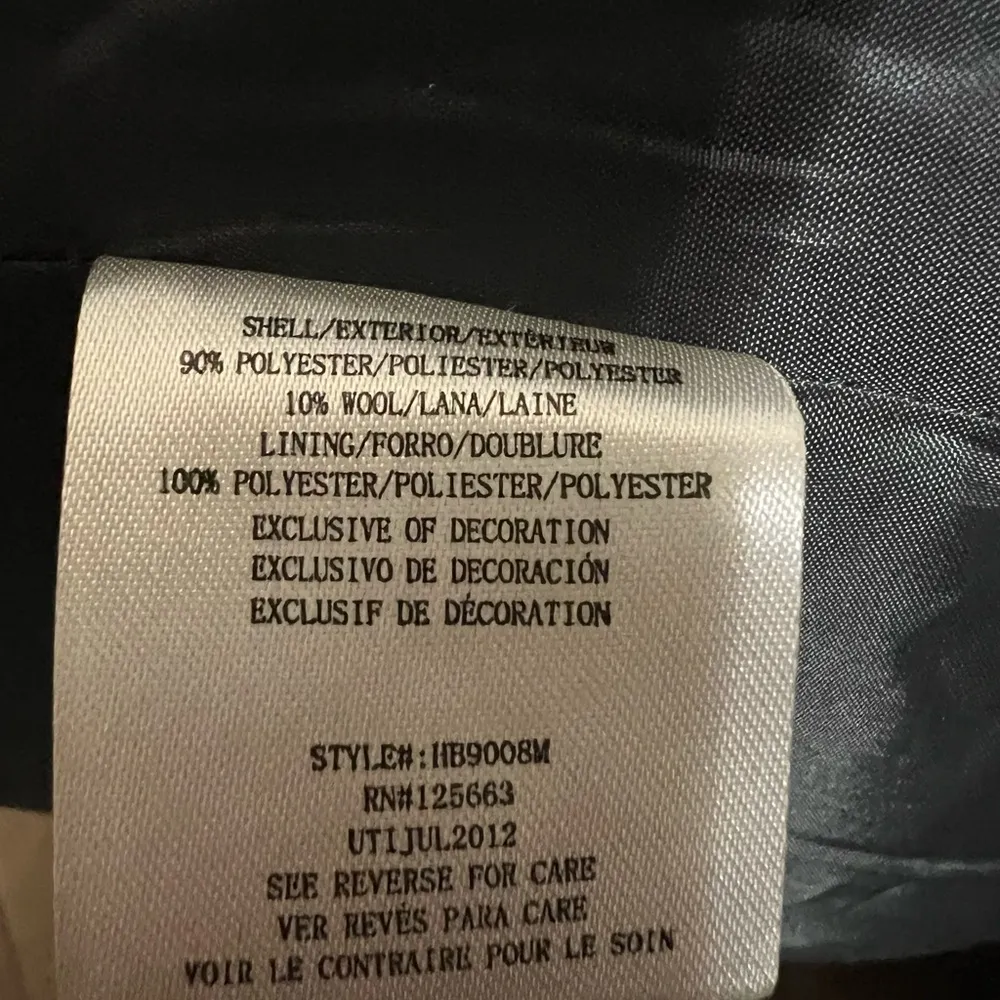 SHELL/EXTERIOR/EXTÉRIEUR
90% POLYESTER/POLIESTER/POLYESTER
10% WOOL/LANA/LAINE
LINING/FORRO/DOUBLURE
100% POLYESTER/POLIESTER/POLYESTER
EXCLUSIVE OF DECORATION
EXCLUSIVO DE DECORACIÓN
EXCLUSIF DE DÉCORATION
STYLE#:HB9008M
RN#125663
UTIJUL2012
SEE REVERSE FOR CARE
VER REVÉS PARA CARE
VOIR LE CONTRAIRE POUR LE SOIN